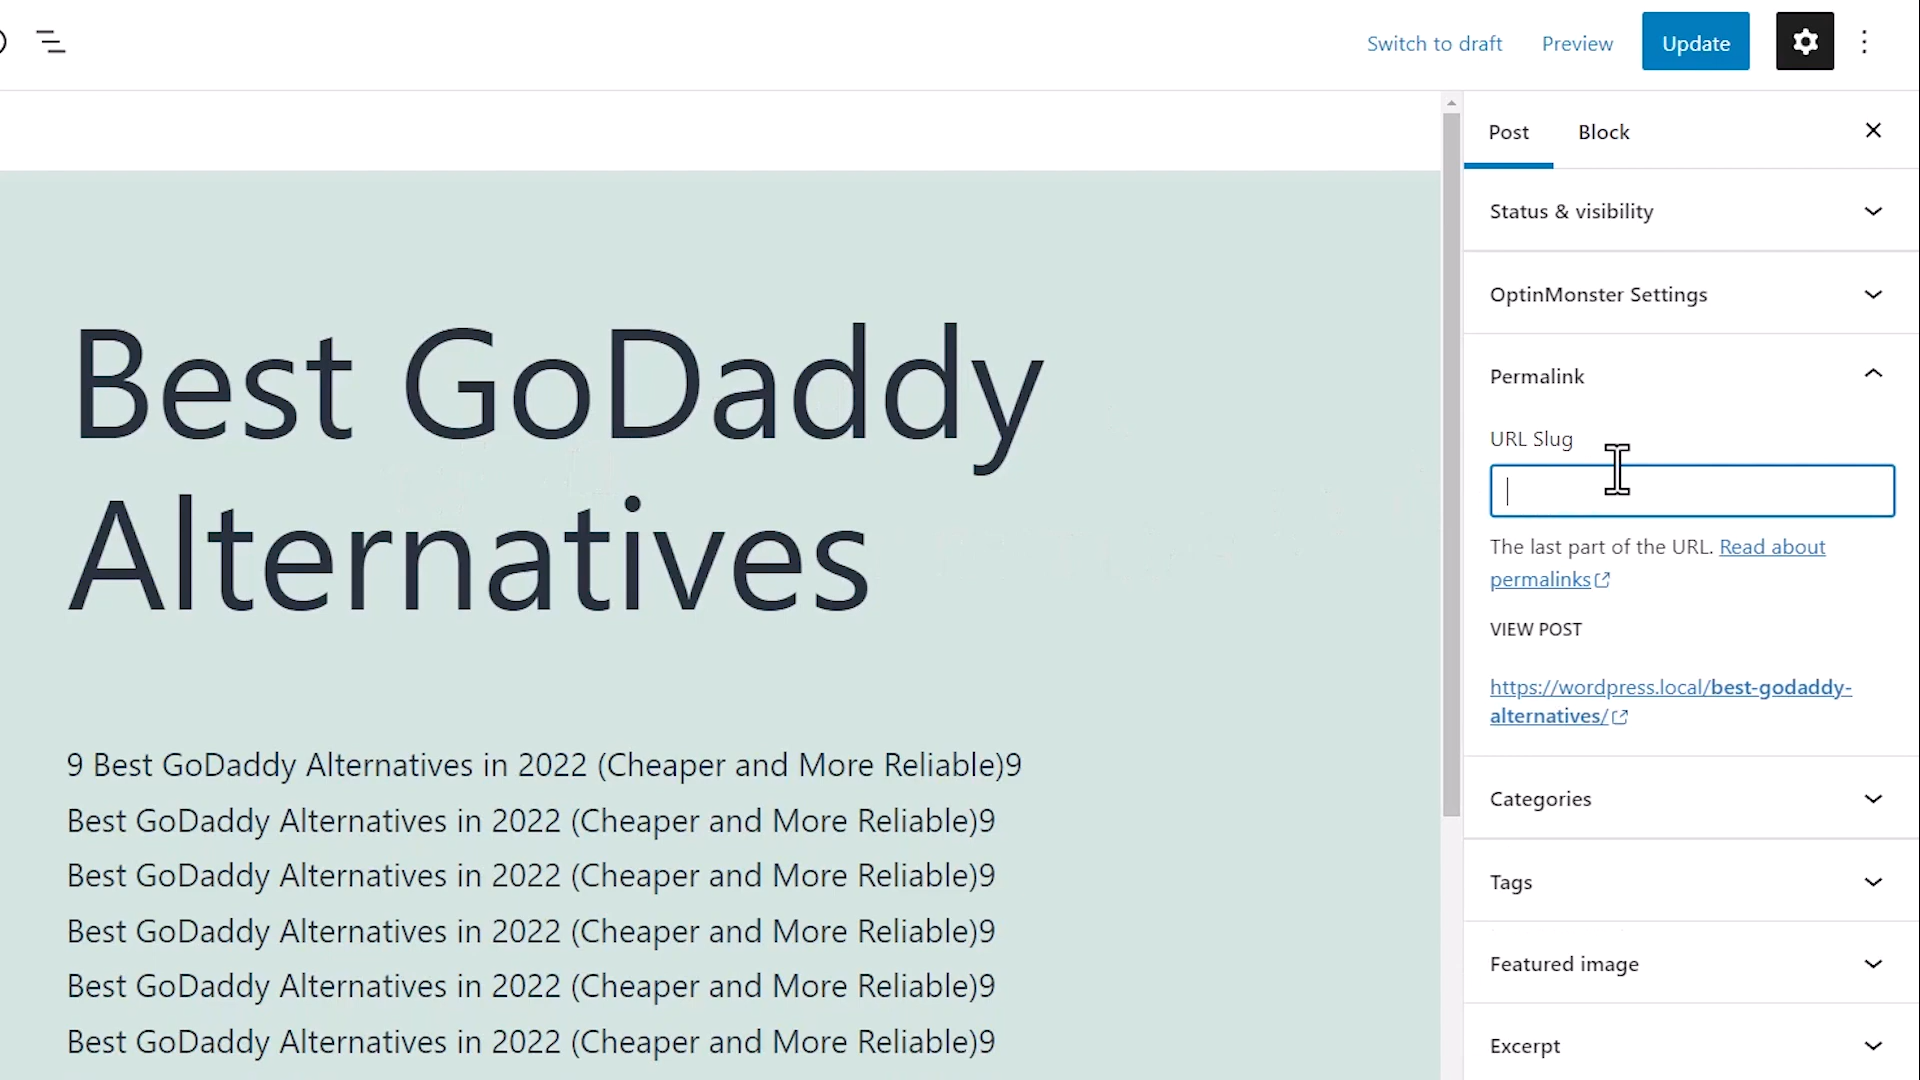 Switch to draft
Preview
Update
Post
Block
Status & visibility
OptinMonster Settings
Permalink
URL Slug
The last part of the URL. Read about
permalinks
VIEW POST
https://wordpress.local/best-godaddy-
alternatives/
Categories
Tags
Featured image
Excerpt
Best GoDaddy
Alternatives
9 Best GoDaddy Alternatives in 2022 (Cheaper and More Reliable)9
Best GoDaddy Alternatives in 2022 (Cheaper and More Reliable)9
Best GoDaddy Alternatives in 2022 (Cheaper and More Reliable)9
Best GoDaddy Alternatives in 2022 (Cheaper and More Reliable)9
Best GoDaddy Alternatives in 2022 (Cheaper and More Reliable)9
Best GoDaddy Alternatives in 2022 (Cheaper and More Reliable)9